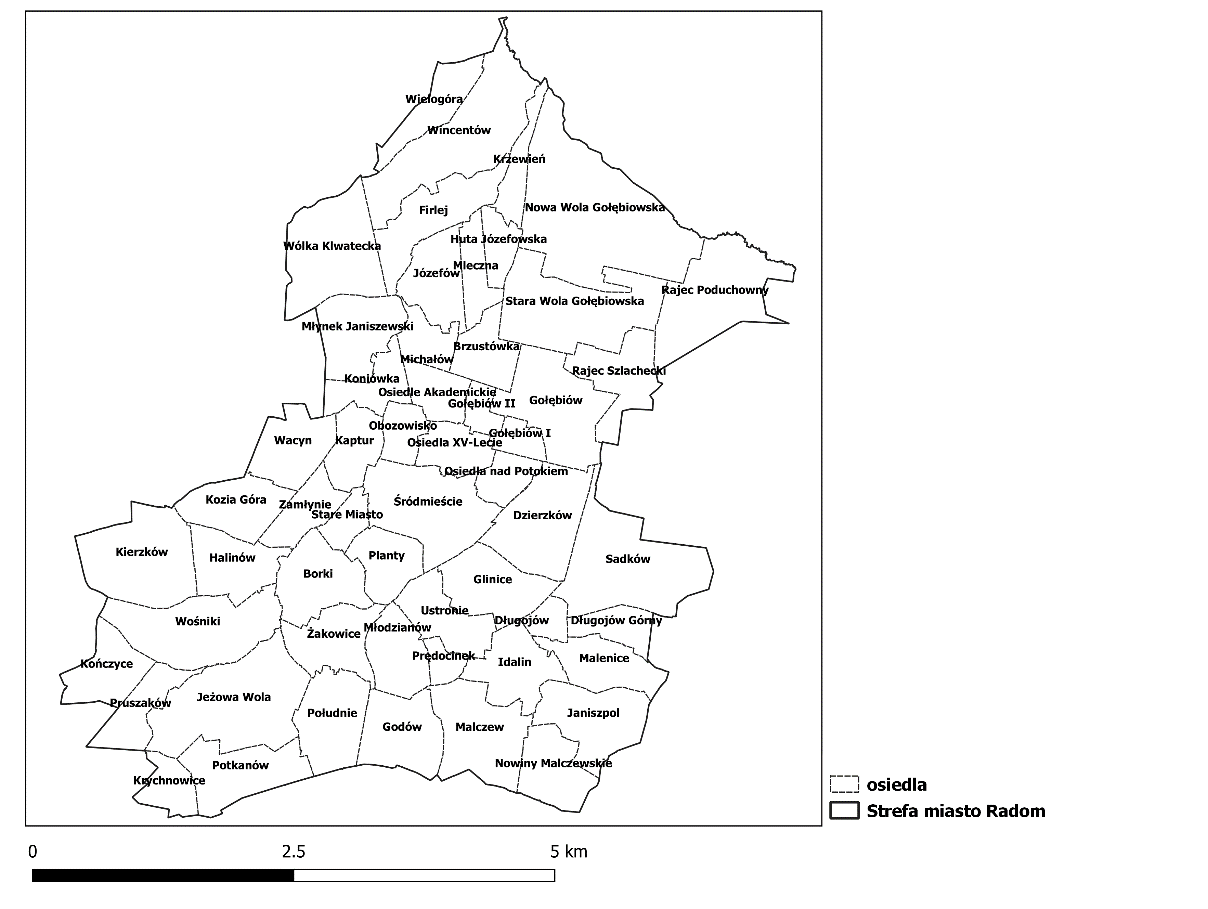 Wielogóra
Wincentów
Krzewień
Nowa Wola Gołębiowska
Firlej
Huta Józefowska
Wólka Klwatecka
Mleczna
Józefów
Rajec Poduchowny
Stara Wola Gołębiowska
Młynek Janiszewski
Brzustówka
Michałów
Rajec Szlachecki
Koniówka
Osiedle Akademickie
Gołębiów II
Gołębiów
Obozowisko
Gołębiów I
Wacyn
Kaptur
Osiedla XV-Lecie
Osiedla nad Potokiem
Kozia Góra
Zamłynie
Śródmieście
Stare Miasto
Dzierzków
Kierzków
Halinów
Planty
Sadków
Borki
Glinice
Ustronie
Wośniki
Długojów
Długojów Górny
Żakowice
Młodzianów
Prędocinek
Idalin
Malenice
Kończyce
Jeżowa Wola
Pruszaków
Południe
Janiszpol
Godów
Malczew
Potkanów
Nowiny Malczewskie
Krychnowice
osiedla
Strefa miasto Radom
0 2.5 5 km